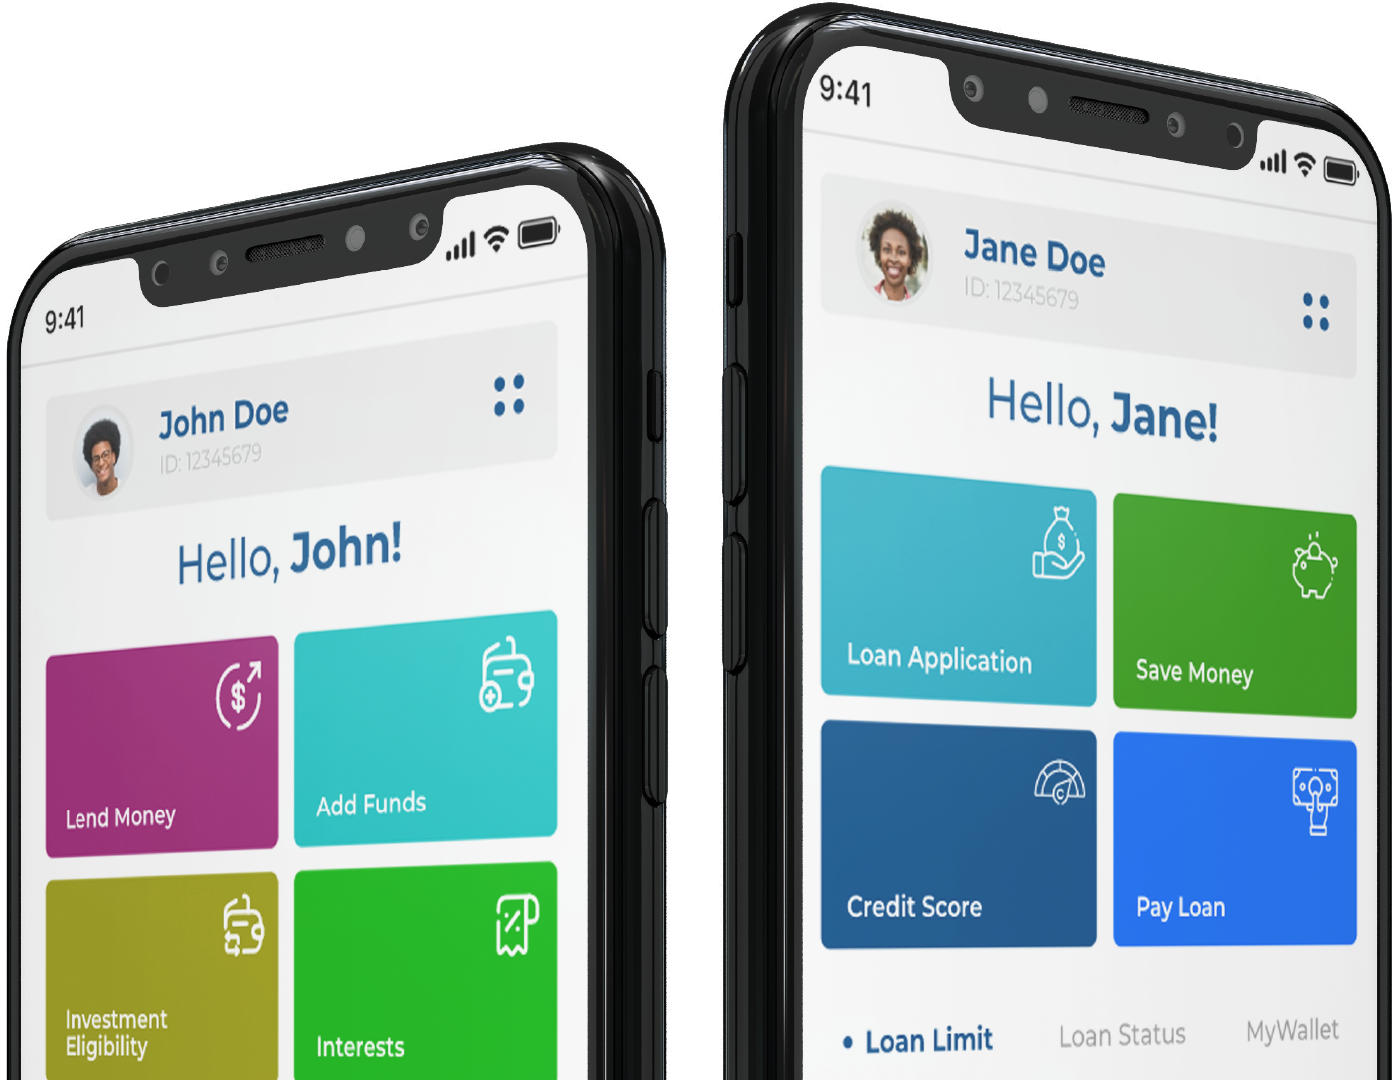 9:41
John Doe
ID: 12345679
Hello, John!
Lend Money
Add Funds
Investment
Eligibility
Interests
9:41
Jane Doe
ID: 12345679
Hello, Jane!
Loan Application
Save Money
Credit Score
Pay Loan
• Loan Limit
Loan Status
MyWallet